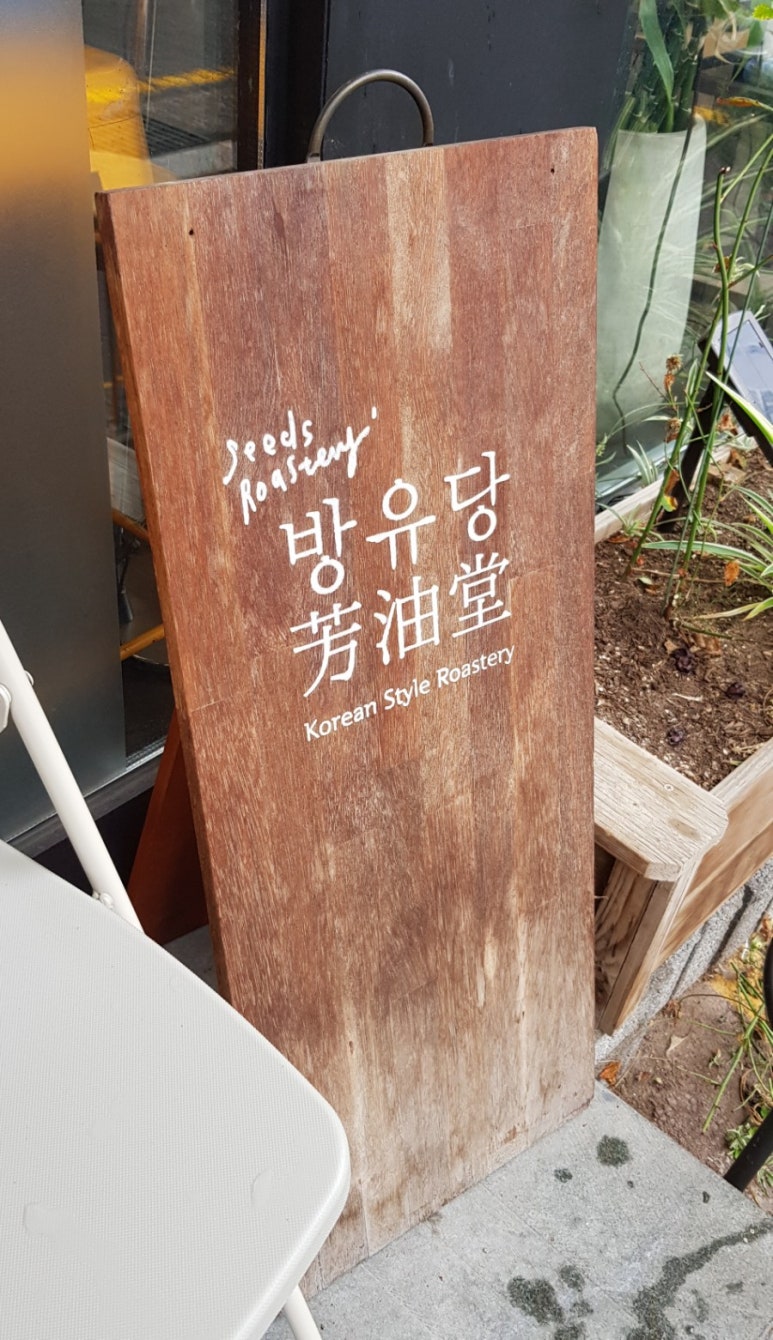 Seeds
Roastery'
방유당
芳油堂
Korean Style Roastery